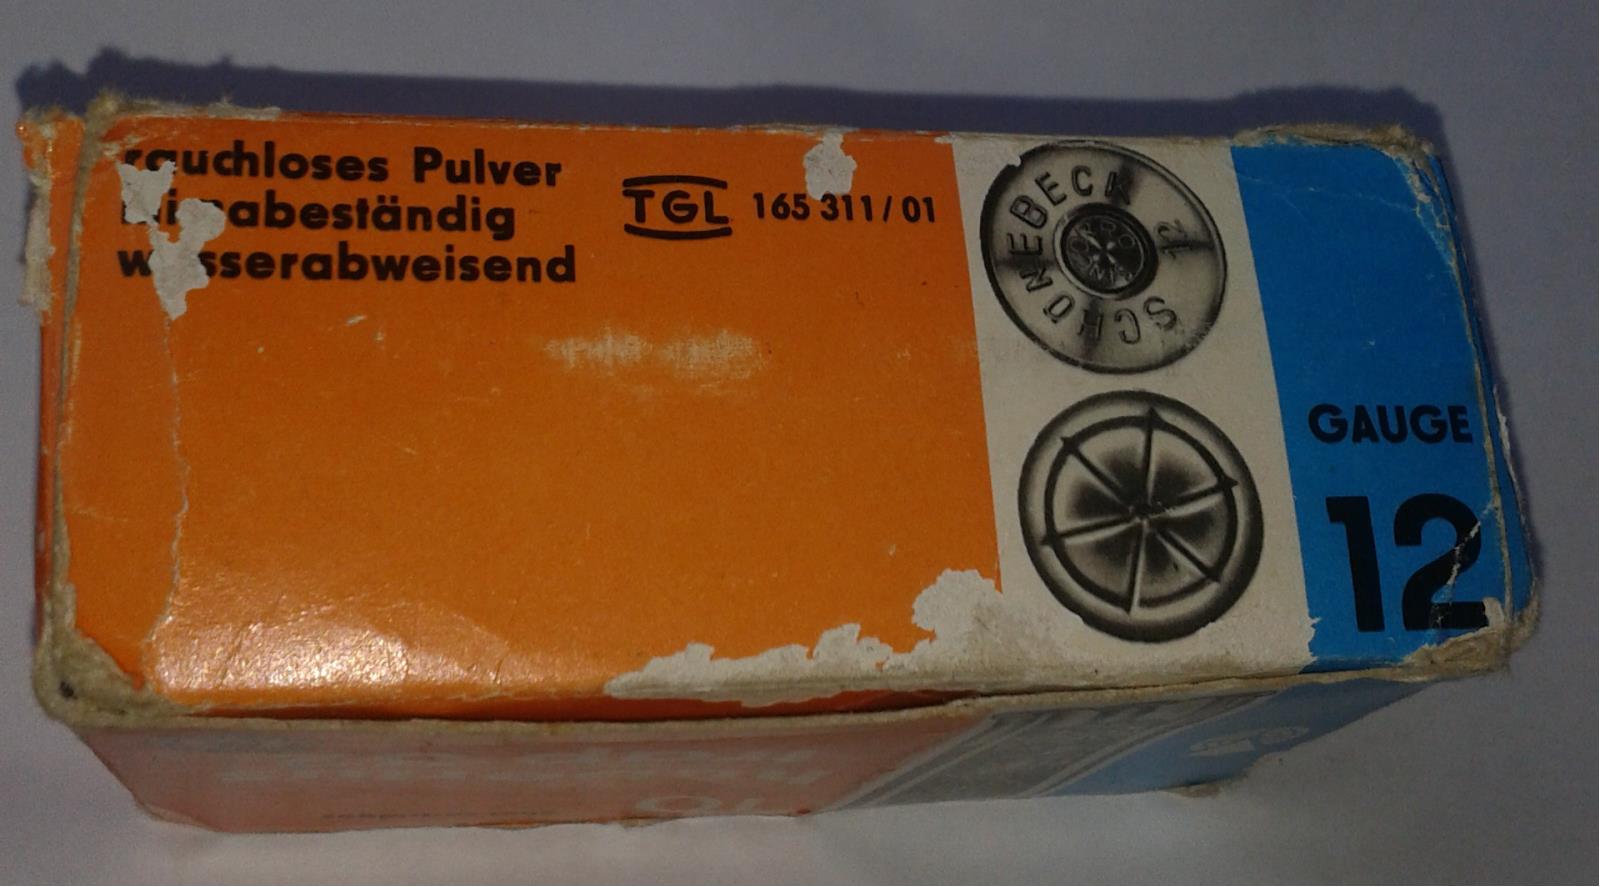 rauchloses Pulver
wasserabweisend
TGL 165 311/01
SCHÖNEBECK 12
GAUGE
12